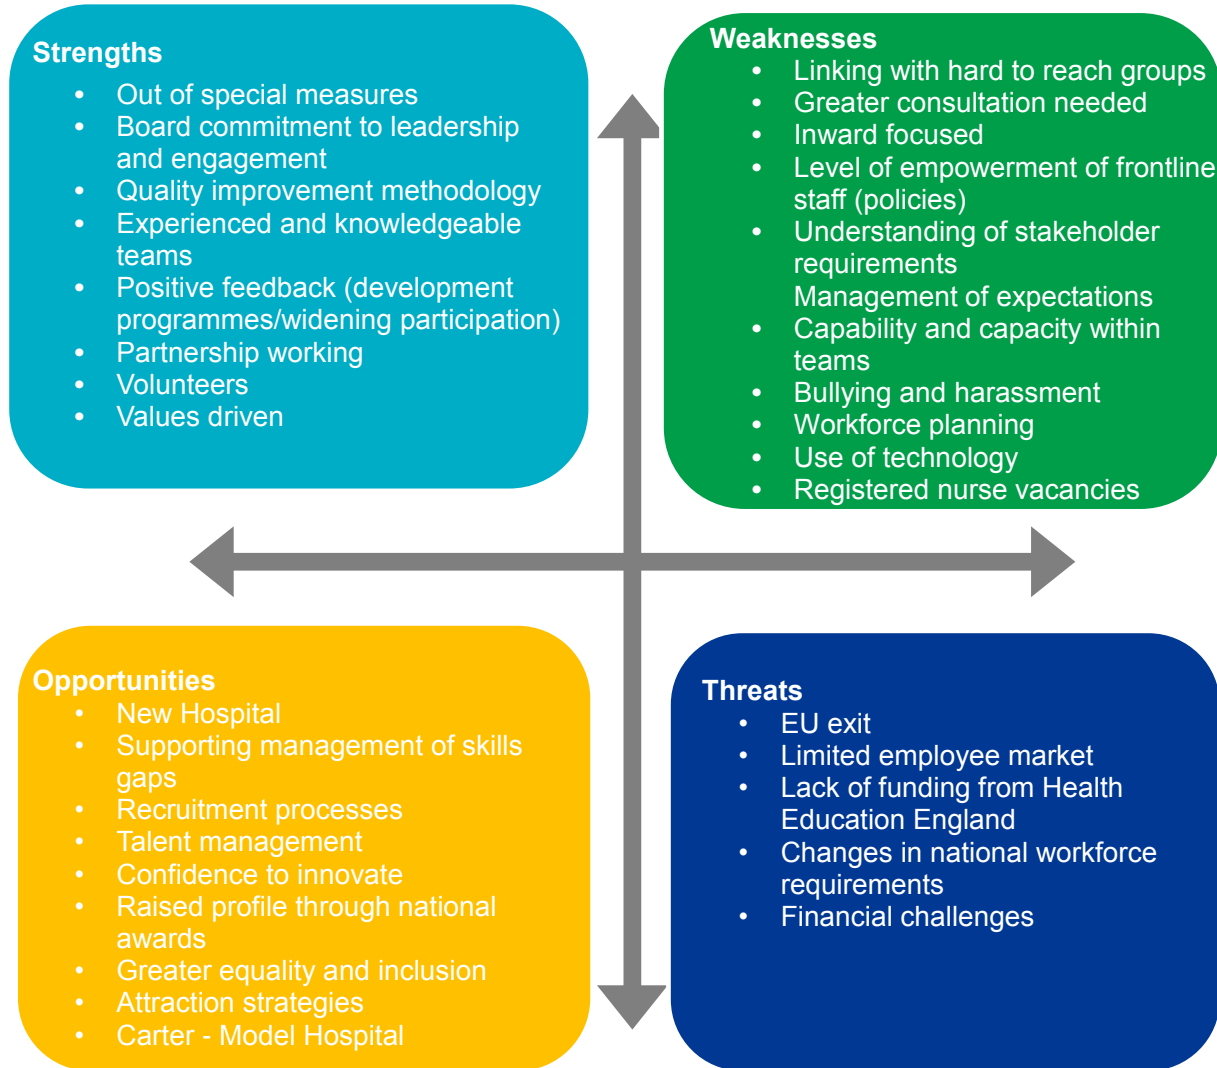 Strengths
• Out of special measures
• Board commitment to leadership
and engagement
• Quality improvement methodology
• Experienced and knowledgeable
teams
• Positive feedback (development
programmes/widening participation)
• Partnership working
• Volunteers
• Values driven
Weaknesses
• Linking with hard to reach groups
• Greater consultation needed
• Inward focused
• Level of empowerment of frontline
staff (policies)
• Understanding of stakeholder
requirements
Management of expectations
• Capability and capacity within
teams
• Bullying and harassment
• Workforce planning
• Use of technology
• Registered nurse vacancies
Opportunities
• New Hospital
• Supporting management of skills
gaps
• Recruitment processes
• Talent management
• Confidence to innovate
• Raised profile through national
awards
• Greater equality and inclusion
• Attraction strategies
• Carter - Model Hospital
Threats
• EU exit
• Limited employee market
• Lack of funding from Health
Education England
• Changes in national workforce
requirements
• Financial challenges